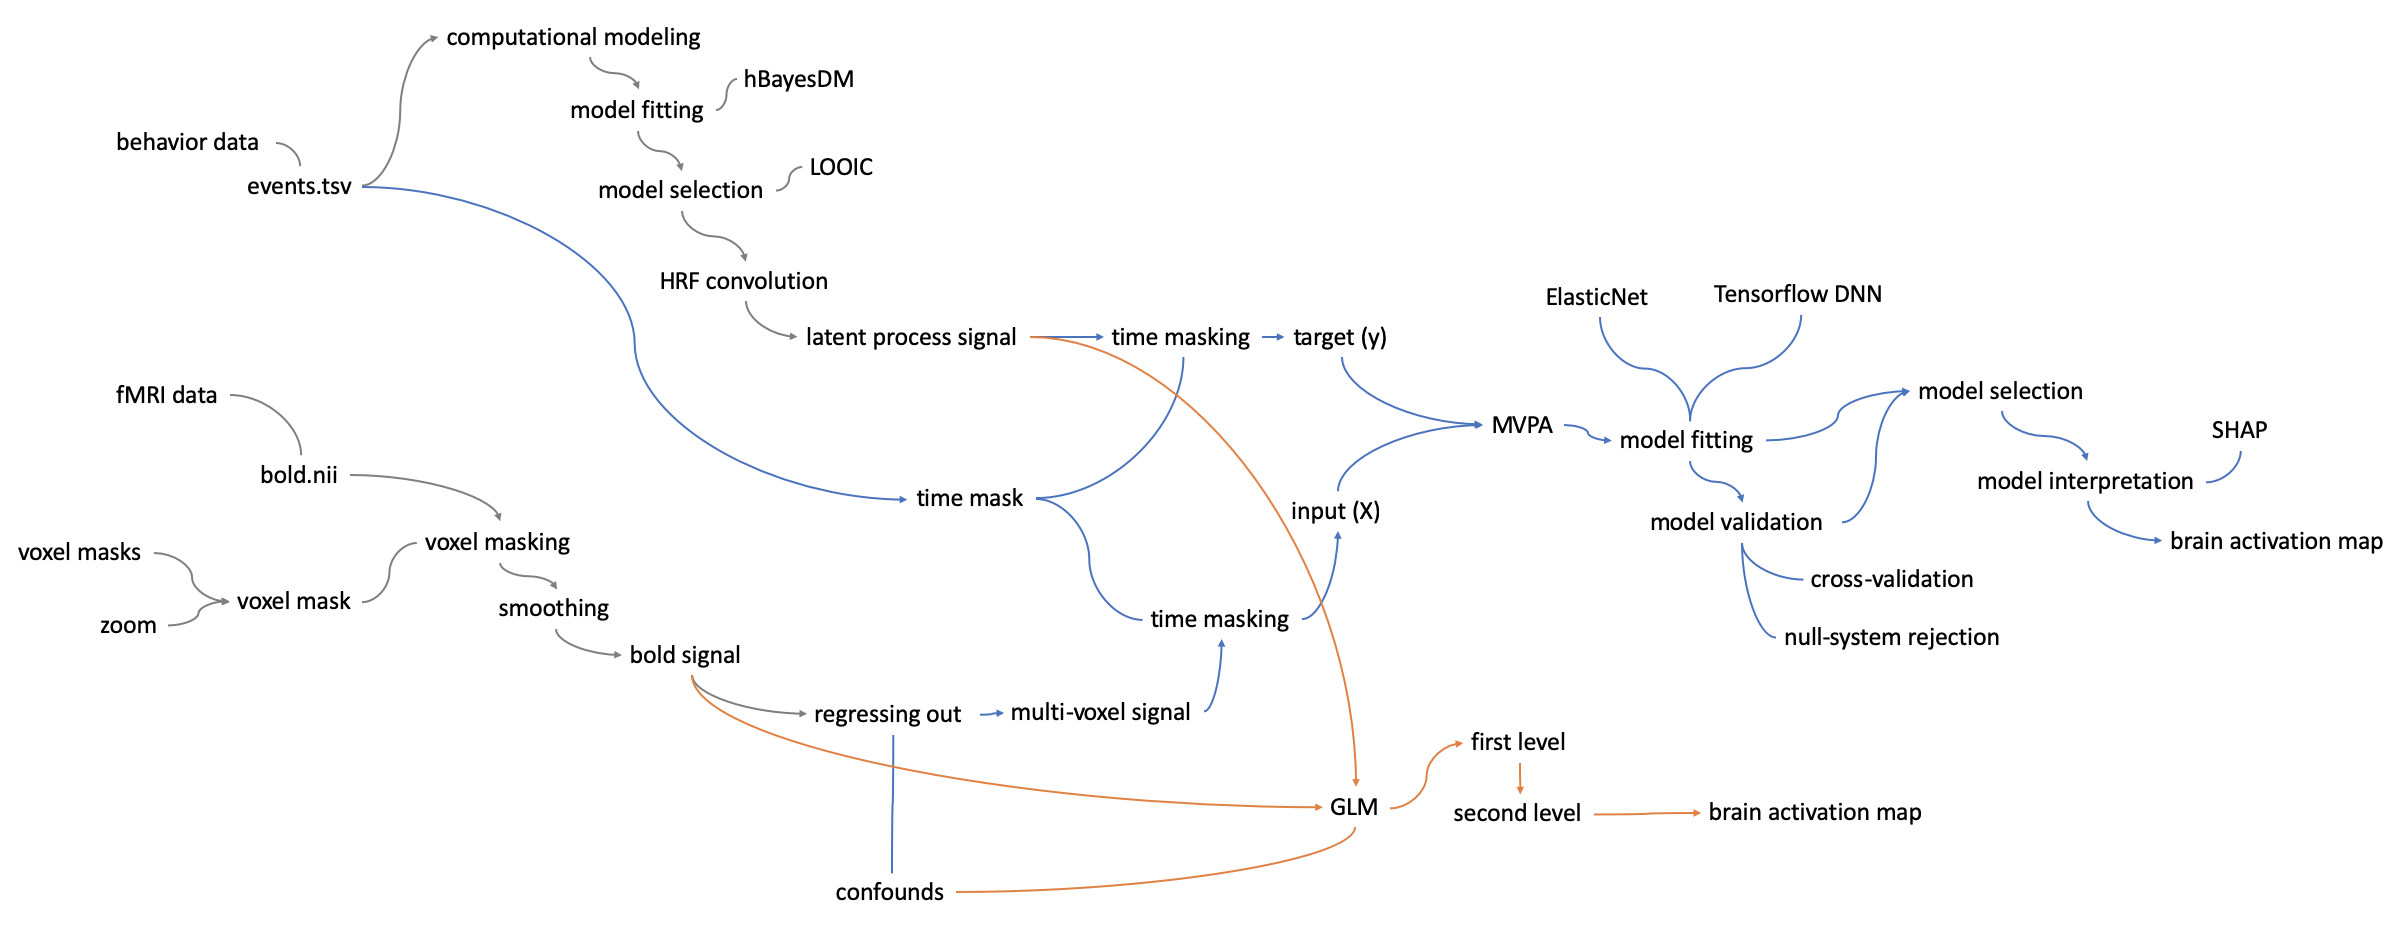 computational modeling
hBayesDM
model fitting
behavior data
LOOIC
events.tsv
model selection
HRF convolution
latent process signal
time masking
target (y)
ElasticNet
Tensorflow DNN
fMRI data
model selection
MVPA
model fitting
SHAP
bold.nii
model interpretation
time mask
input (X)
model validation
brain activation map
voxel masking
voxel masks
cross-validation
voxel mask
smoothing
zoom
time masking
null-system rejection
bold signal
regressing out
multi-voxel signal
first level
GLM
second level
brain activation map
confounds